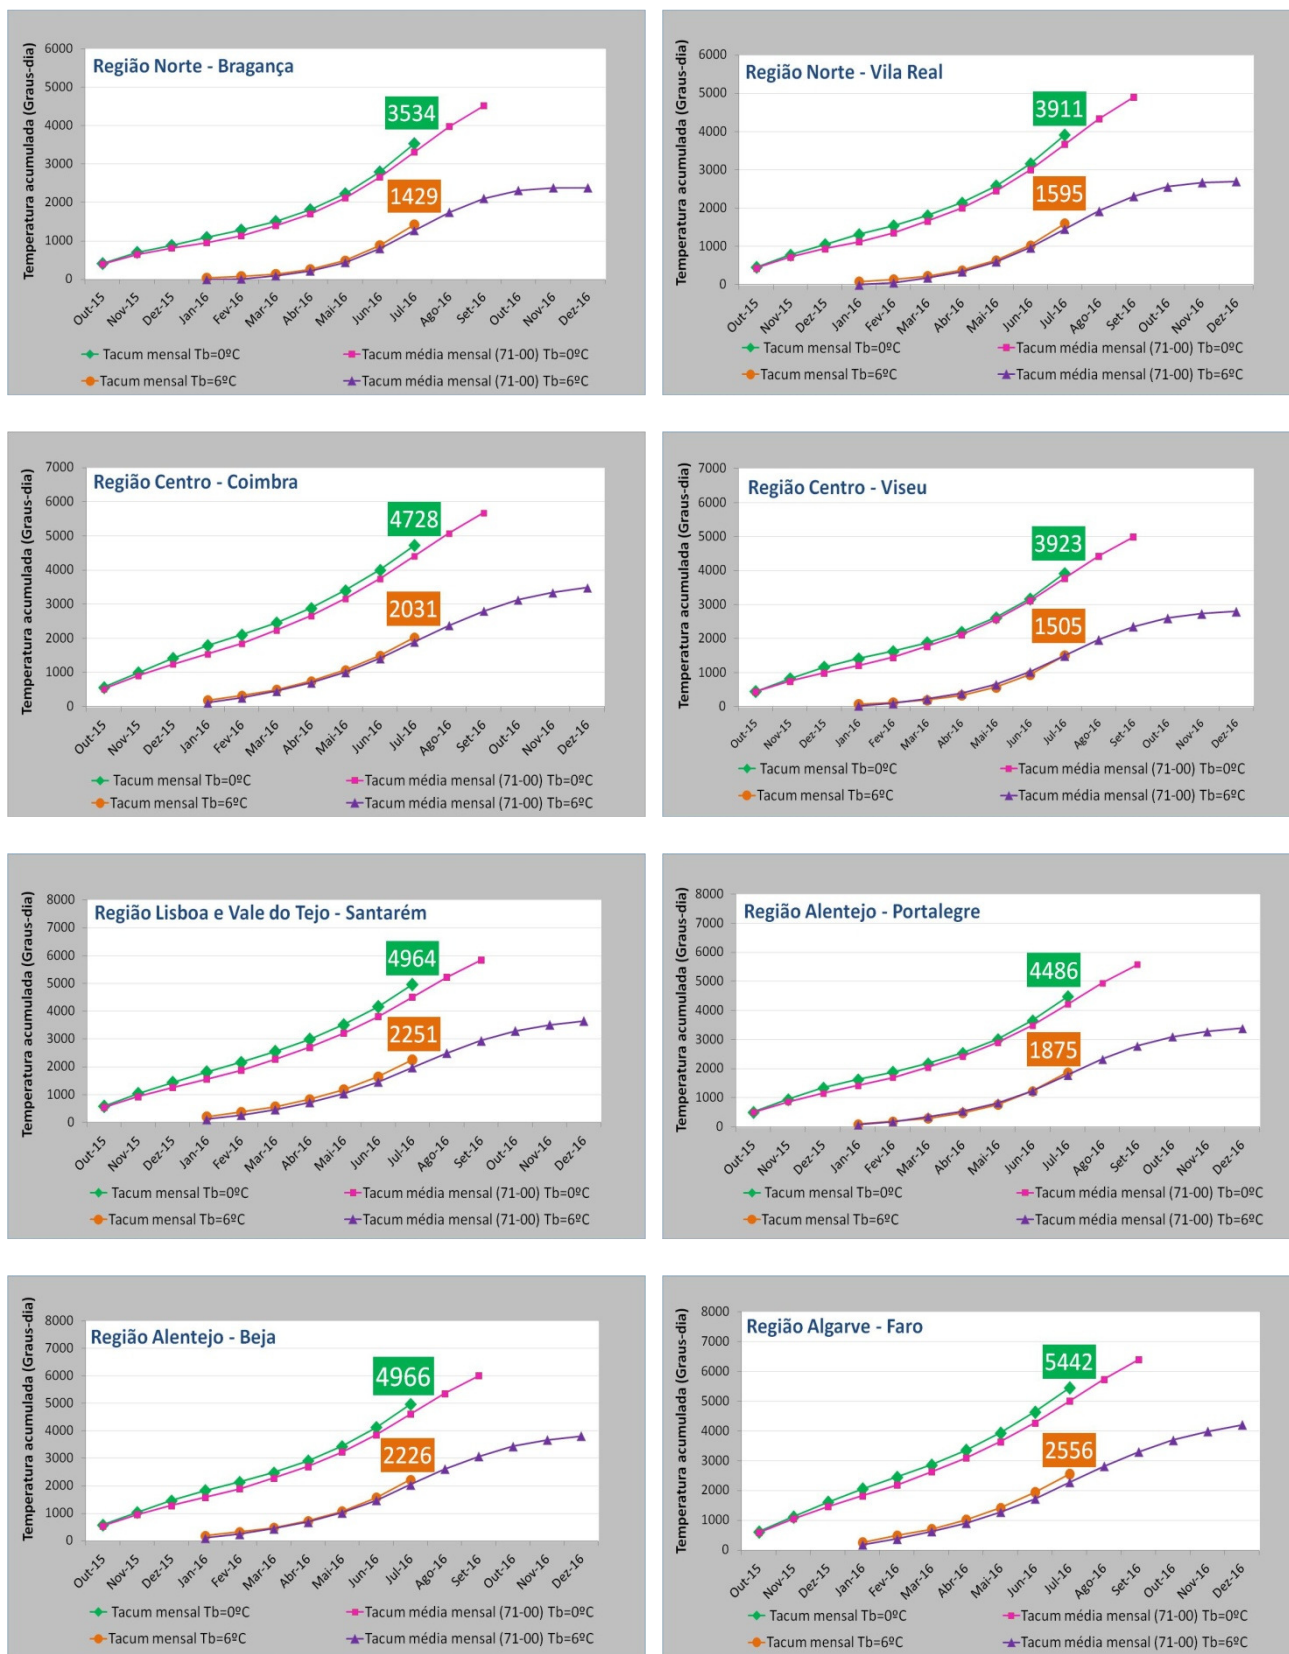 Temperatura acumulada (Graus-dia)
6000
5000
4000
3000
2000
1000
0
Região Norte - Bragança
3534
1429
Out-15 Nov-15 Dez-15 Jan-16 Fev-16 Mar-16 Abr-16 Mai-16 Jun-16 Jul-16 Ago-16 Set-16 Out-16 Nov-16 Dez-16
Tacum mensal Tb=0ºC Tacum média mensal (71-00) Tb=0ºC
Tacum mensal Tb=6ºC Tacum média mensal (71-00) Tb=6ºC
Temperatura acumulada (Graus-dia)
6000
5000
4000
3000
2000
1000
0
Região Norte - Vila Real
3911
1595
Out-15 Nov-15 Dez-15 Jan-16 Fev-16 Mar-16 Abr-16 Mai-16 Jun-16 Jul-16 Ago-16 Set-16 Out-16 Nov-16 Dez-16
Tacum mensal Tb=0ºC Tacum média mensal (71-00) Tb=0ºC
Tacum mensal Tb=6ºC Tacum média mensal (71-00) Tb=6ºC
Temperatura acumulada (Graus-dia)
7000
6000
5000
4000
3000
2000
1000
0
Região Centro - Coimbra
4728
2031
Out-15 Nov-15 Dez-15 Jan-16 Fev-16 Mar-16 Abr-16 Mai-16 Jun-16 Jul-16 Ago-16 Set-16 Out-16 Nov-16 Dez-16
Tacum mensal Tb=0ºC Tacum média mensal (71-00) Tb=0ºC
Tacum mensal Tb=6ºC Tacum média mensal (71-00) Tb=6ºC
Temperatura acumulada (Graus-dia)
7000
6000
5000
4000
3000
2000
1000
0
Região Centro - Viseu
3923
1505
Out-15 Nov-15 Dez-15 Jan-16 Fev-16 Mar-16 Abr-16 Mai-16 Jun-16 Jul-16 Ago-16 Set-16 Out-16 Nov-16 Dez-16
Tacum mensal Tb=0ºC Tacum média mensal (71-00) Tb=0ºC
Tacum mensal Tb=6ºC Tacum média mensal (71-00) Tb=6ºC
Temperatura acumulada (Graus-dia)
8000
7000
6000
5000
4000
3000
2000
1000
0
Região Lisboa e Vale do Tejo - Santarém
4964
2251
Out-15 Nov-15 Dez-15 Jan-16 Fev-16 Mar-16 Abr-16 Mai-16 Jun-16 Jul-16 Ago-16 Set-16 Out-16 Nov-16 Dez-16
Tacum mensal Tb=0ºC Tacum média mensal (71-00) Tb=0ºC
Tacum mensal Tb=6ºC Tacum média mensal (71-00) Tb=6ºC
Temperatura acumulada (Graus-dia)
8000
7000
6000
5000
4000
3000
2000
1000
0
Região Alentejo - Portalegre
4486
1875
Out-15 Nov-15 Dez-15 Jan-16 Fev-16 Mar-16 Abr-16 Mai-16 Jun-16 Jul-16 Ago-16 Set-16 Out-16 Nov-16 Dez-16
Tacum mensal Tb=0ºC Tacum média mensal (71-00) Tb=0ºC
Tacum mensal Tb=6ºC Tacum média mensal (71-00) Tb=6ºC
Temperatura acumulada (Graus-dia)
8000
7000
6000
5000
4000
3000
2000
1000
0
Região Alentejo - Beja
4966
2226
Out-15 Nov-15 Dez-15 Jan-16 Fev-16 Mar-16 Abr-16 Mai-16 Jun-16 Jul-16 Ago-16 Set-16 Out-16 Nov-16 Dez-16
Tacum mensal Tb=0ºC Tacum média mensal (71-00) Tb=0ºC
Tacum mensal Tb=6ºC Tacum média mensal (71-00) Tb=6ºC
Temperatura acumulada (Graus-dia)
8000
7000
6000
5000
4000
3000
2000
1000
0
Região Algarve - Faro
5442
2556
Out-15 Nov-15 Dez-15 Jan-16 Fev-16 Mar-16 Abr-16 Mai-16 Jun-16 Jul-16 Ago-16 Set-16 Out-16 Nov-16 Dez-16
Tacum mensal Tb=0ºC Tacum média mensal (71-00) Tb=0ºC
Tacum mensal Tb=6ºC Tacum média mensal (71-00) Tb=6ºC